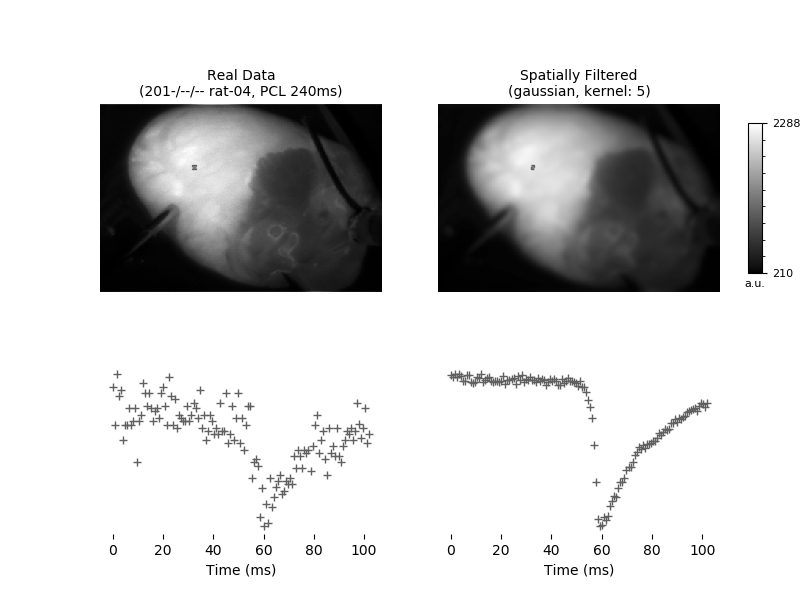 Real Data
(201-/--/-- rat-04, PCL 240ms)
Spatially Filtered
(gaussian, kernel: 5)
2288
210
a.u.
0 20 40 60 80 100
Time (ms)
0 20 40 60 80 100
Time (ms)